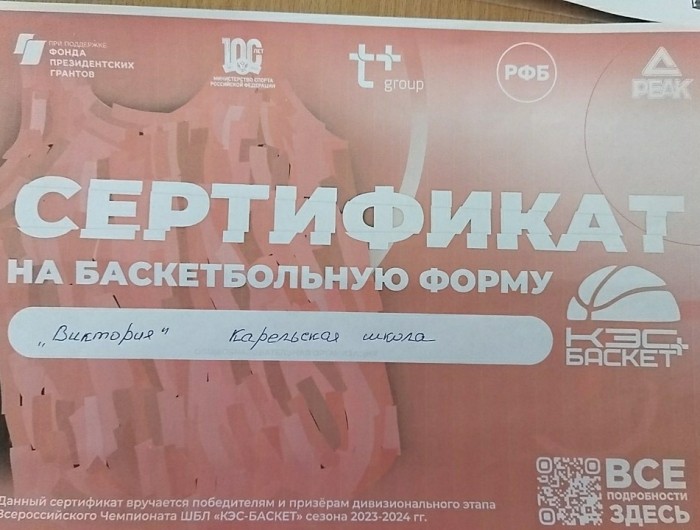 ПРИ ПОДДЕРЖКЕ
ФОНДА
ПРЕЗИДЕНТСКИХ
ГРАНТОВ
100 ЛЕТ
МИНИСТЕРСТВО СПОРТА
РОССИЙСКОЙ ФЕДЕРАЦИИ
t+
group
РФБ
PEAK
СЕРТИФИКАТ
НА БАСКЕТБОЛЬНУЮ ФОРМУ
„Виктория" Карельская школа
КЭС
БАСКЕТ+
ВСЕ
ПОДРОБНОСТИ
ЗДЕСЬ
Данный сертификат вручается победителям и призёрам дивизионального этапа
Всероссийского Чемпионата ШБЛ «КЭС-БАСКЕТ» сезона 2023-2024 гг.